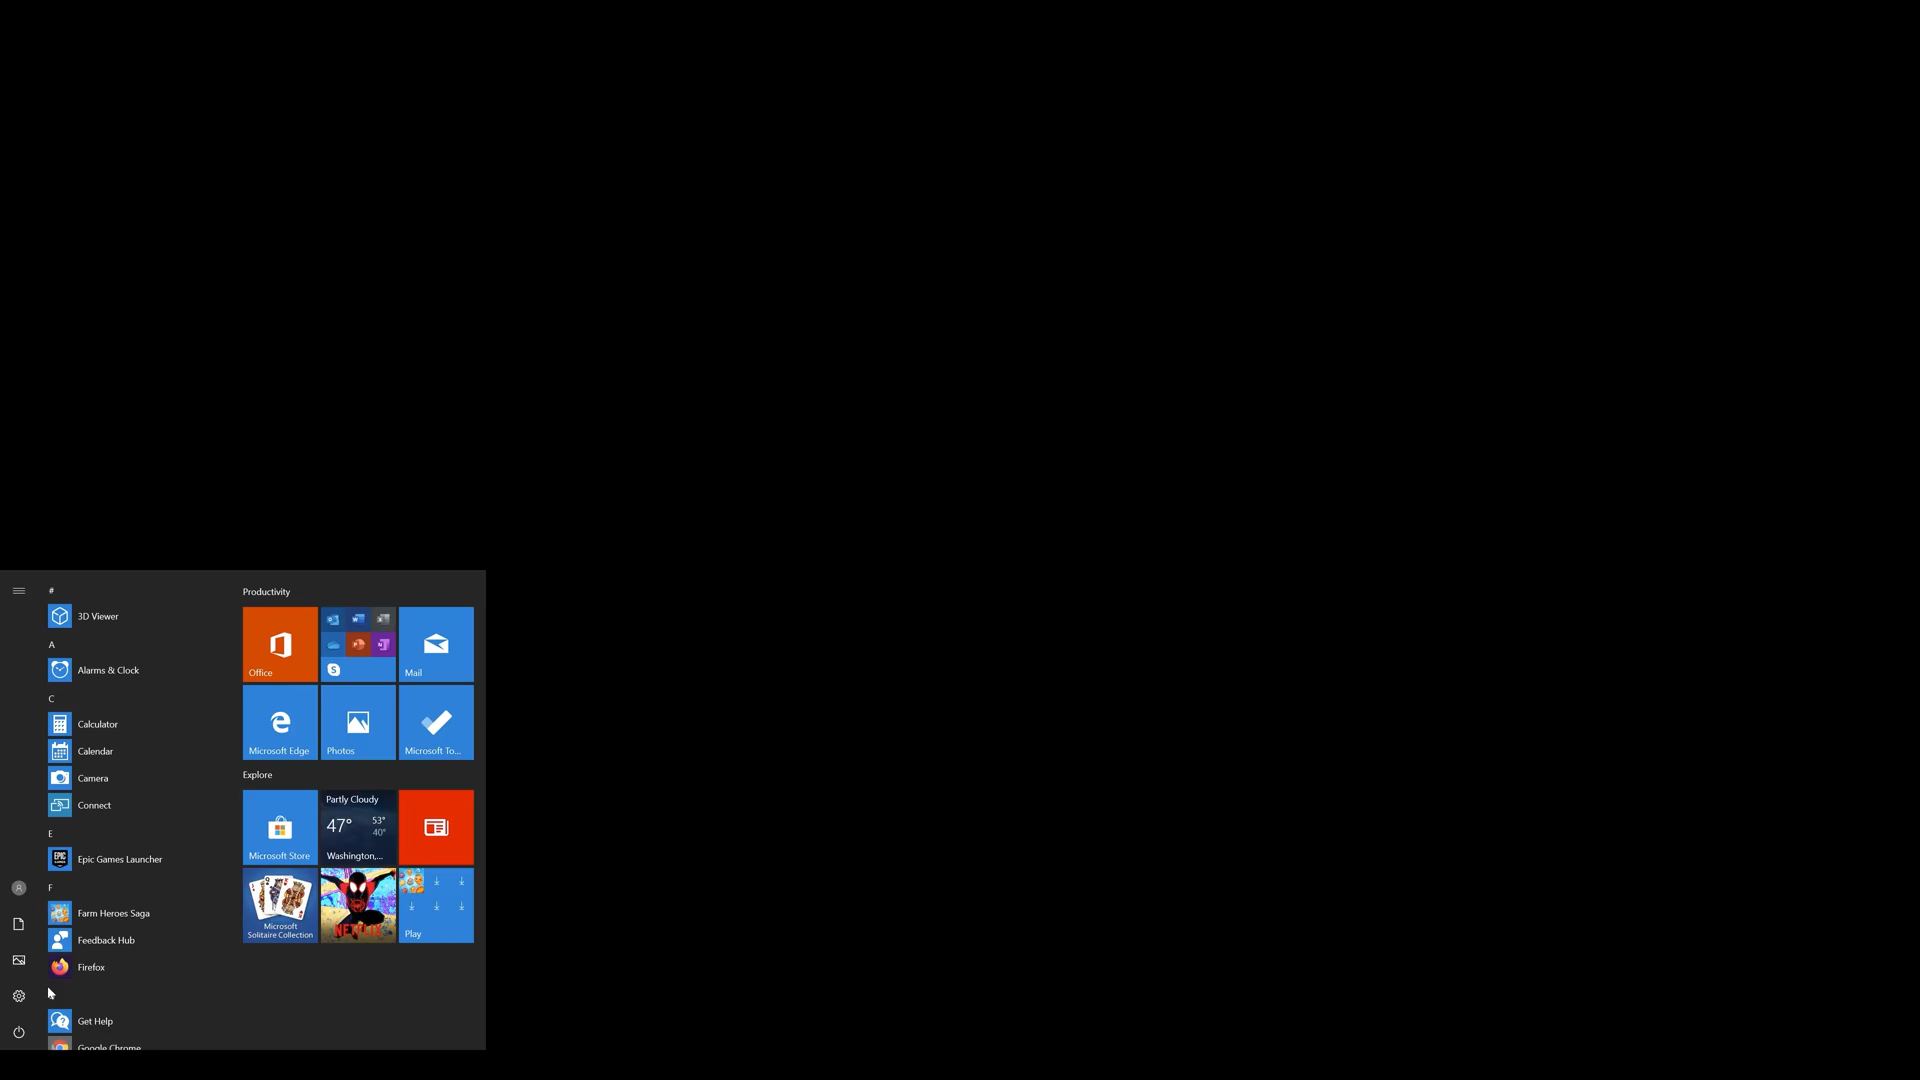 #
3D Viewer
A
Alarms & Clock
C
Calculator
Calendar
Camera
Connect
E
Epic Games Launcher
F
Farm Heroes Saga
Feedback Hub
Firefox
Get Help
Google Chrome
Productivity
Office
Mail
Microsoft Edge
Photos
Microsoft To...
Explore
Microsoft Store
Partly Cloudy
47° 53°
40°
Washington,...
Microsoft
Solitaire Collection
NETFLIX
Play